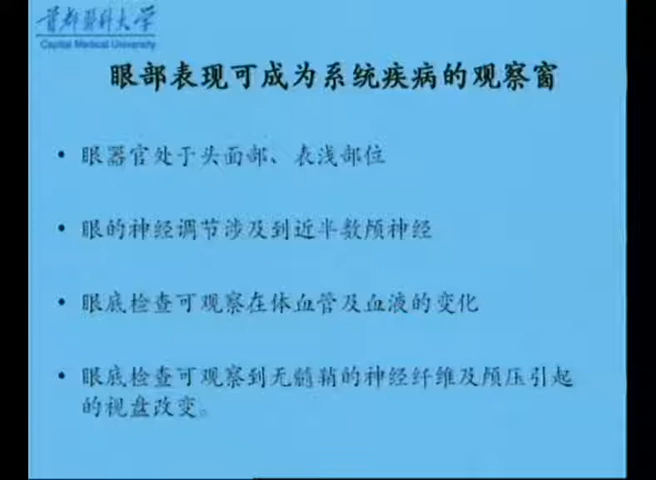 首都医科大学
Capital Medical University
眼部表现可成为系统疾病的观察窗
• 眼器官处于头面部、表浅部位
• 眼的神经调节涉及到近半数颅神经
• 眼底检查可观察在体血管及血液的变化
• 眼底检查可观察到无髓鞘的神经纤维及颅压引起
的视盘改变。